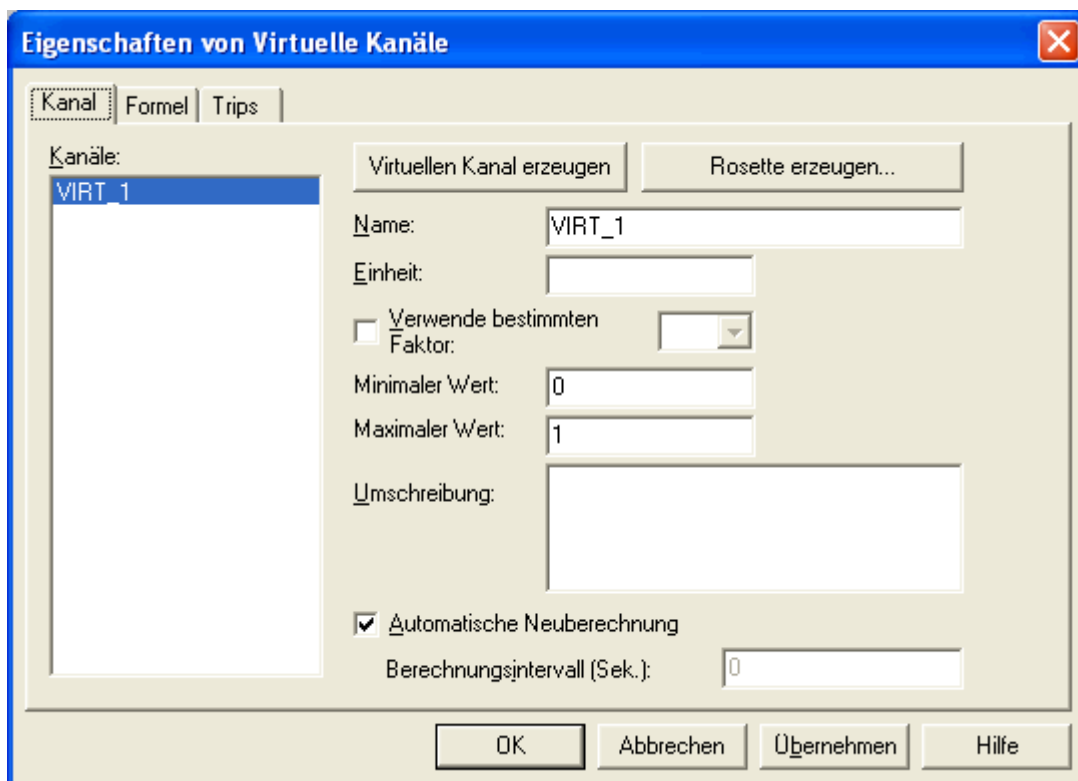 Eigenschaften von Virtuelle Kanäle
Kanal Formel Trips
Kanäle:
VIRT_1
Virtuellen Kanal erzeugen Rosette erzeugen...
Name: VIRT_1
Einheit:
Verwende bestimmten
Faktor:
Minimaler Wert: 0
Maximaler Wert: 1
Umschreibung:
Automatische Neuberechnung
Berechnungsintervall (Sek.): 0
OK Abbrechen Übernehmen Hilfe